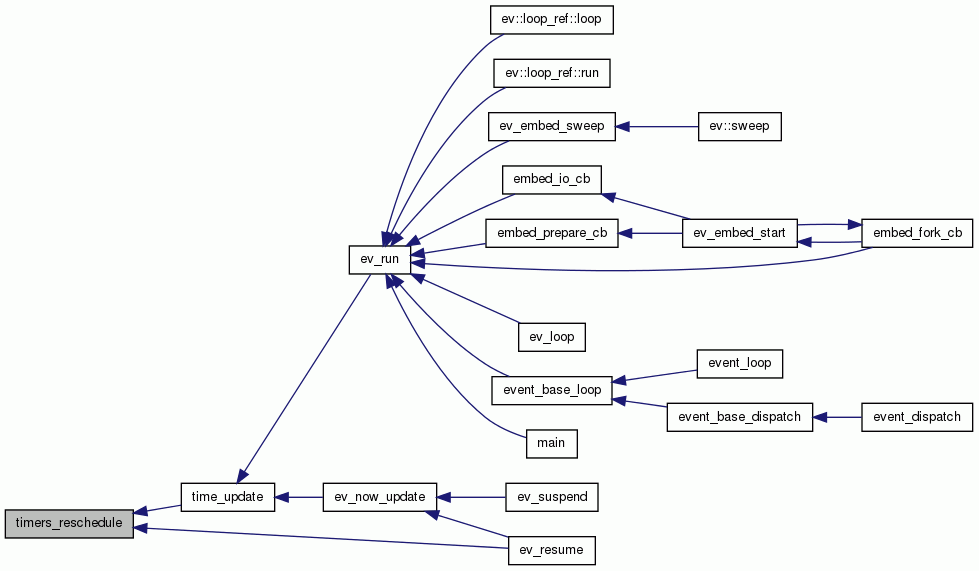 ev::loop_ref::loop
ev::loop_ref::run
ev_embed_sweep
ev::sweep
embed_io_cb
embed_prepare_cb
ev_embed_start
embed_fork_cb
ev_run
ev_loop
event_loop
event_base_loop
event_base_dispatch
event_dispatch
main
time_update
ev_now_update
ev_suspend
timers_reschedule
ev_resume